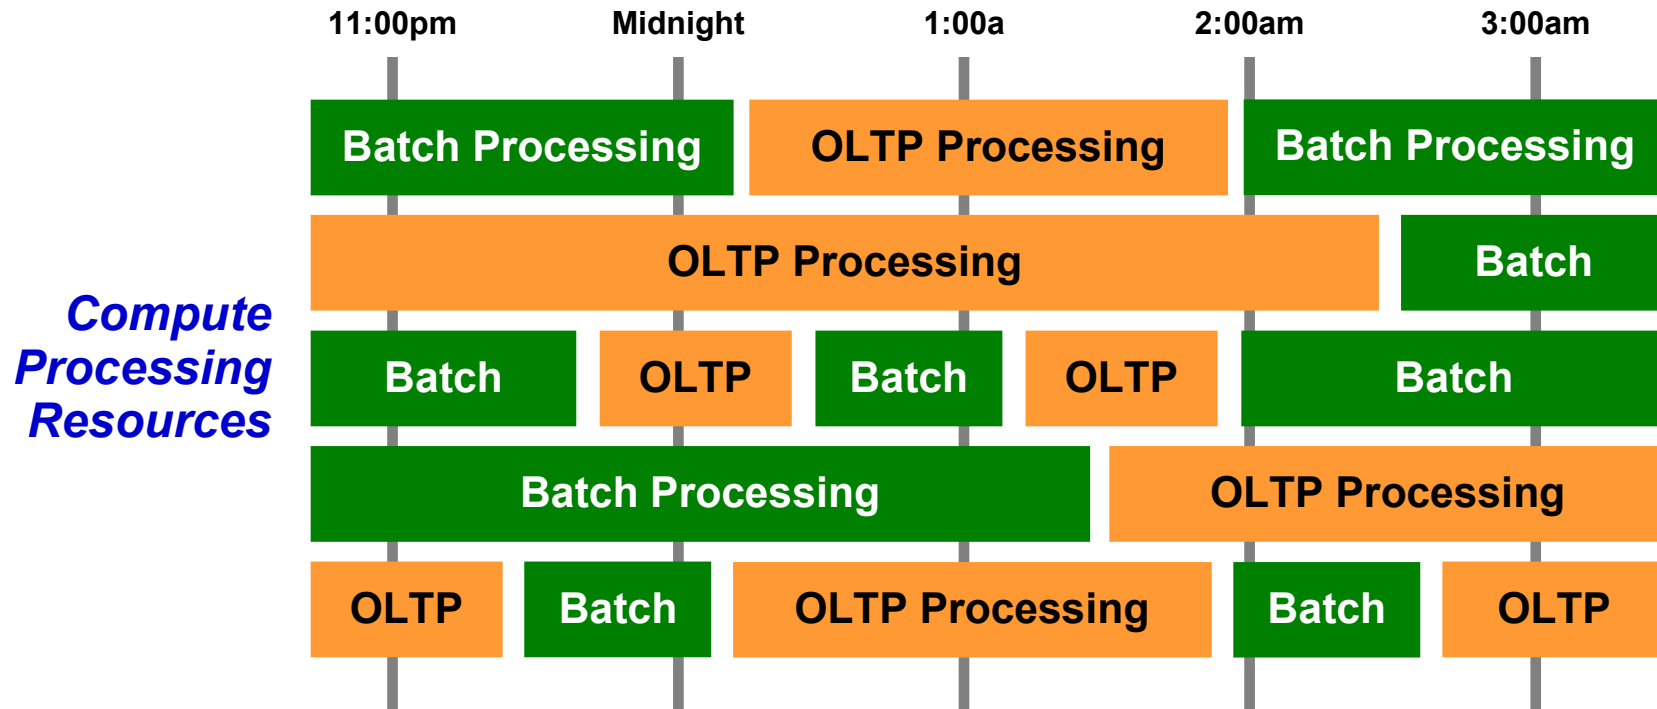 11:00pm Midnight 1:00a 2:00am 3:00am
Batch Processing OLTP Processing Batch Processing
OLTP Processing Batch
Compute
Processing
Resources
Batch OLTP Batch OLTP Batch
Batch Processing OLTP Processing
OLTP Batch OLTP Processing Batch OLTP